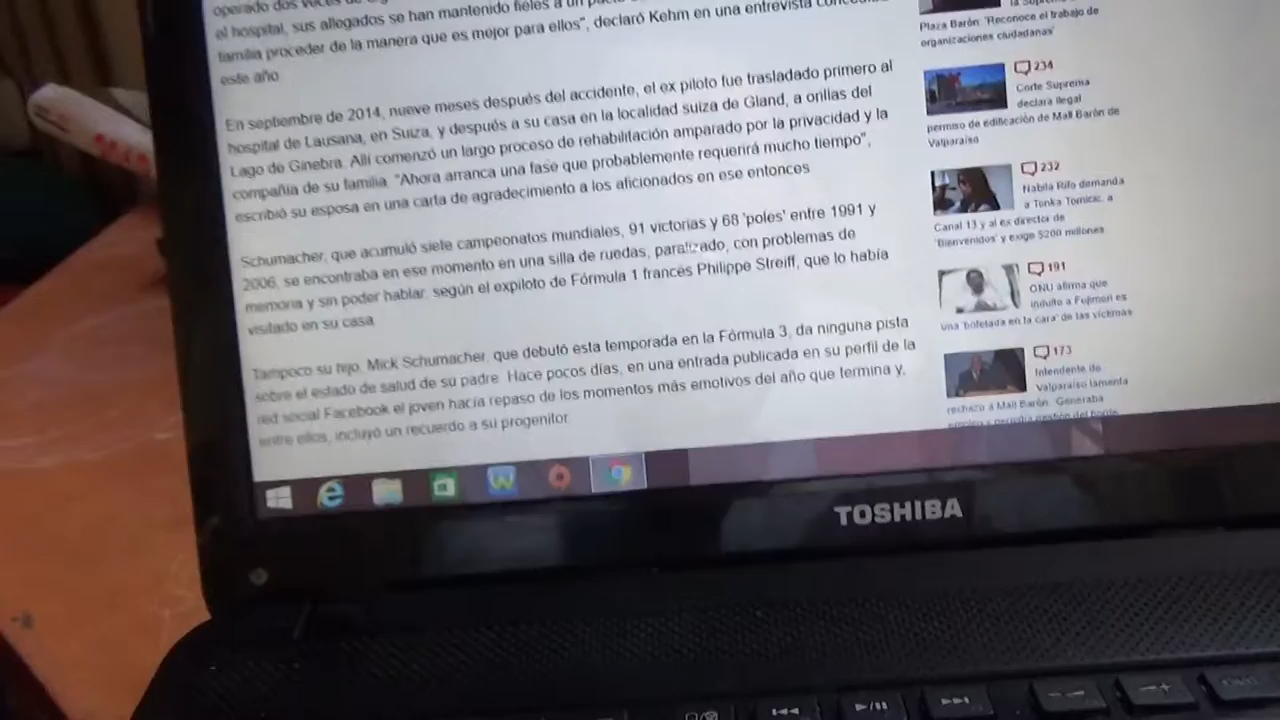 operado dos veces de
el hospital, sus allegados se han mantenido fieles a un pacto
familia proceder de la manera que es mejor para ellos", declaró Kehm en una entrevista
este año.
En septiembre de 2014, nueve meses después del accidente, el ex piloto fue trasladado primero al
hospital de Lausana, en Suiza, y después a su casa en la localidad suiza de Gland, a orillas del
Lago de Ginebra. Allí comenzó un largo proceso de rehabilitación amparado por la privacidad y la
compañía de su familia. "Ahora arranca una fase que probablemente requerirá mucho tiempo",
escribió su esposa en una carta de agradecimiento a los aficionados en ese entonces
Schumacher, que acumuló siete campeonatos mundiales, 91 victorias y 68 'poles' entre 1991 y
2006, se encontraba en ese momento en una silla de ruedas, paralizado, con problemas de
memoria y sin poder hablar, según el expiloto de Fórmula 1 francés Philippe Streiff, que lo había
visitado en su casa.
Tampoco su hijo, Mick Schumacher, que debutó esta temporada en la Fórmula 3, da ninguna pista
sobre el estado de salud de su padre. Hace pocos días, en una entrada publicada en su perfil de la
red social Facebook el joven hacía repaso de los momentos más emotivos del año que termina y,
entre ellos, incluyó un recuerdo a su progenitor.
Plaza Barón: "Reconoce el trabajo de
organizaciones ciudadanas"
234
Corte Suprema
declara ilegal
permiso de edificación de Mall Barón de
Valparaíso
232
Nabila Rifo demanda
a Tonka Tomicic, a
Canal 13 y al ex director de
"Bienvenidos" y exige $200 millones
191
ONU afirma que
indulto a Fujimori es
una "bofetada en la cara" de las víctimas
173
Intendente de
Valparaíso lamenta
rechazo a Mall Barón: Generaba
empleo y permitía gestión del borde
TOSHIBA